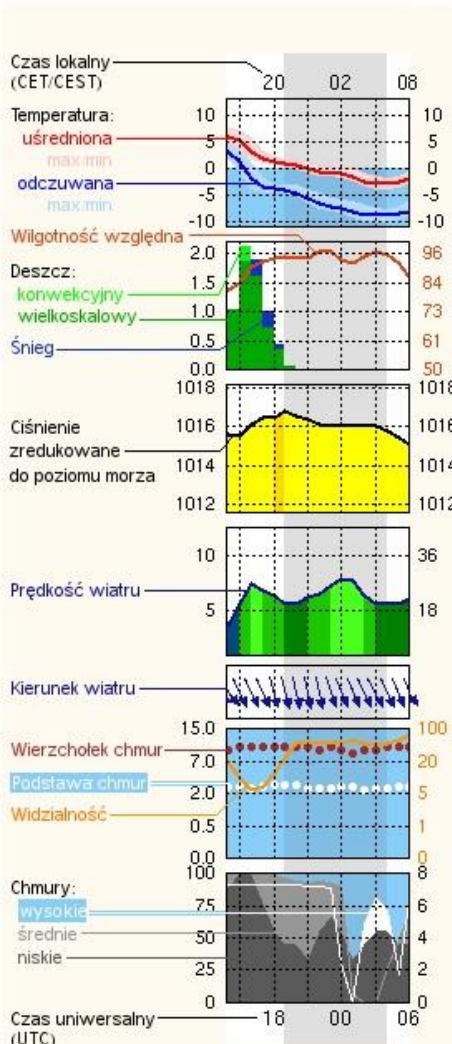 Czas lokalny
(CET/CEST)
20 02 08
Temperatura:
uśredniona
max/min
odczuwana
max/min
10 10
5 5
0 0
-5 -5
-10 -10
Wilgotność względna
Deszcz:
konwekcyjny
wielkoskalowy
Śnieg
2.0 96
1.5 84
1.0 73
0.5 61
0.0 50
Ciśnienie
zredukowane
do poziomu morza
1018 1018
1016 1016
1014 1014
1012 1012
Prędkość wiatru
10 36
5 18
Kierunek wiatru
Wierzchołek chmur
Podstawa chmur
Widzialność
15.0 100
7.0 20
2.0 5
0.5 1
0.0 0
Chmury:
wysokie
średnie
niskie
100 8
75 6
50 4
25 2
0 0
Czas uniwersalny
(UTC)
18 00 06